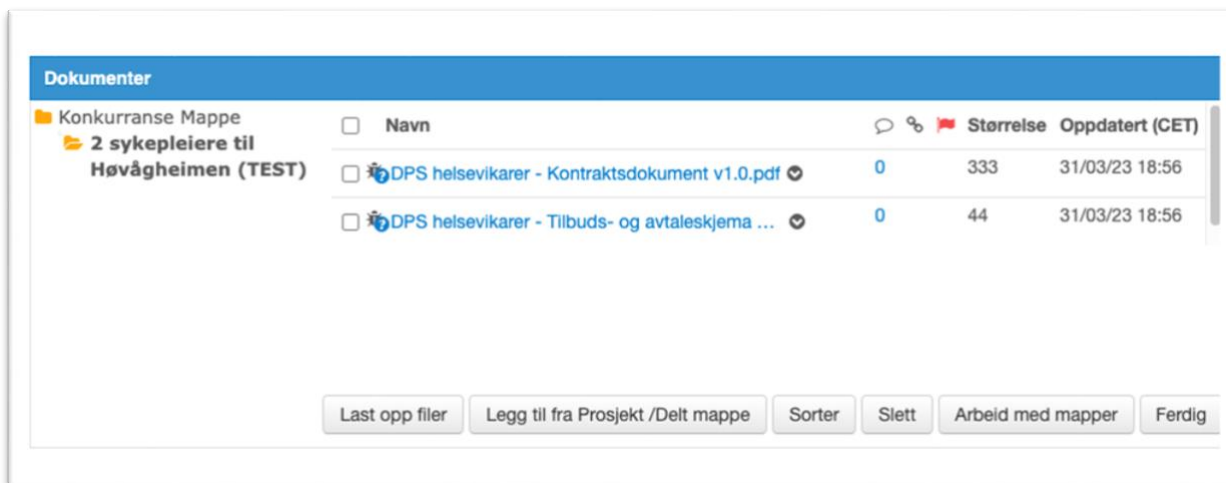 Dokumenter
Konkurranse Mappe
2 sykepleiere til
Høvågheimen (TEST)
Navn Størrelse Oppdatert (CET)
DPS helsevikarer - Kontraktsdokument v1.0.pdf 0 333 31/03/23 18:56
DPS helsevikarer - Tilbuds- og avtaleskjema ... 0 44 31/03/23 18:56
Last opp filer Legg til fra Prosjekt /Delt mappe Sorter Slett Arbeid med mapper Ferdig